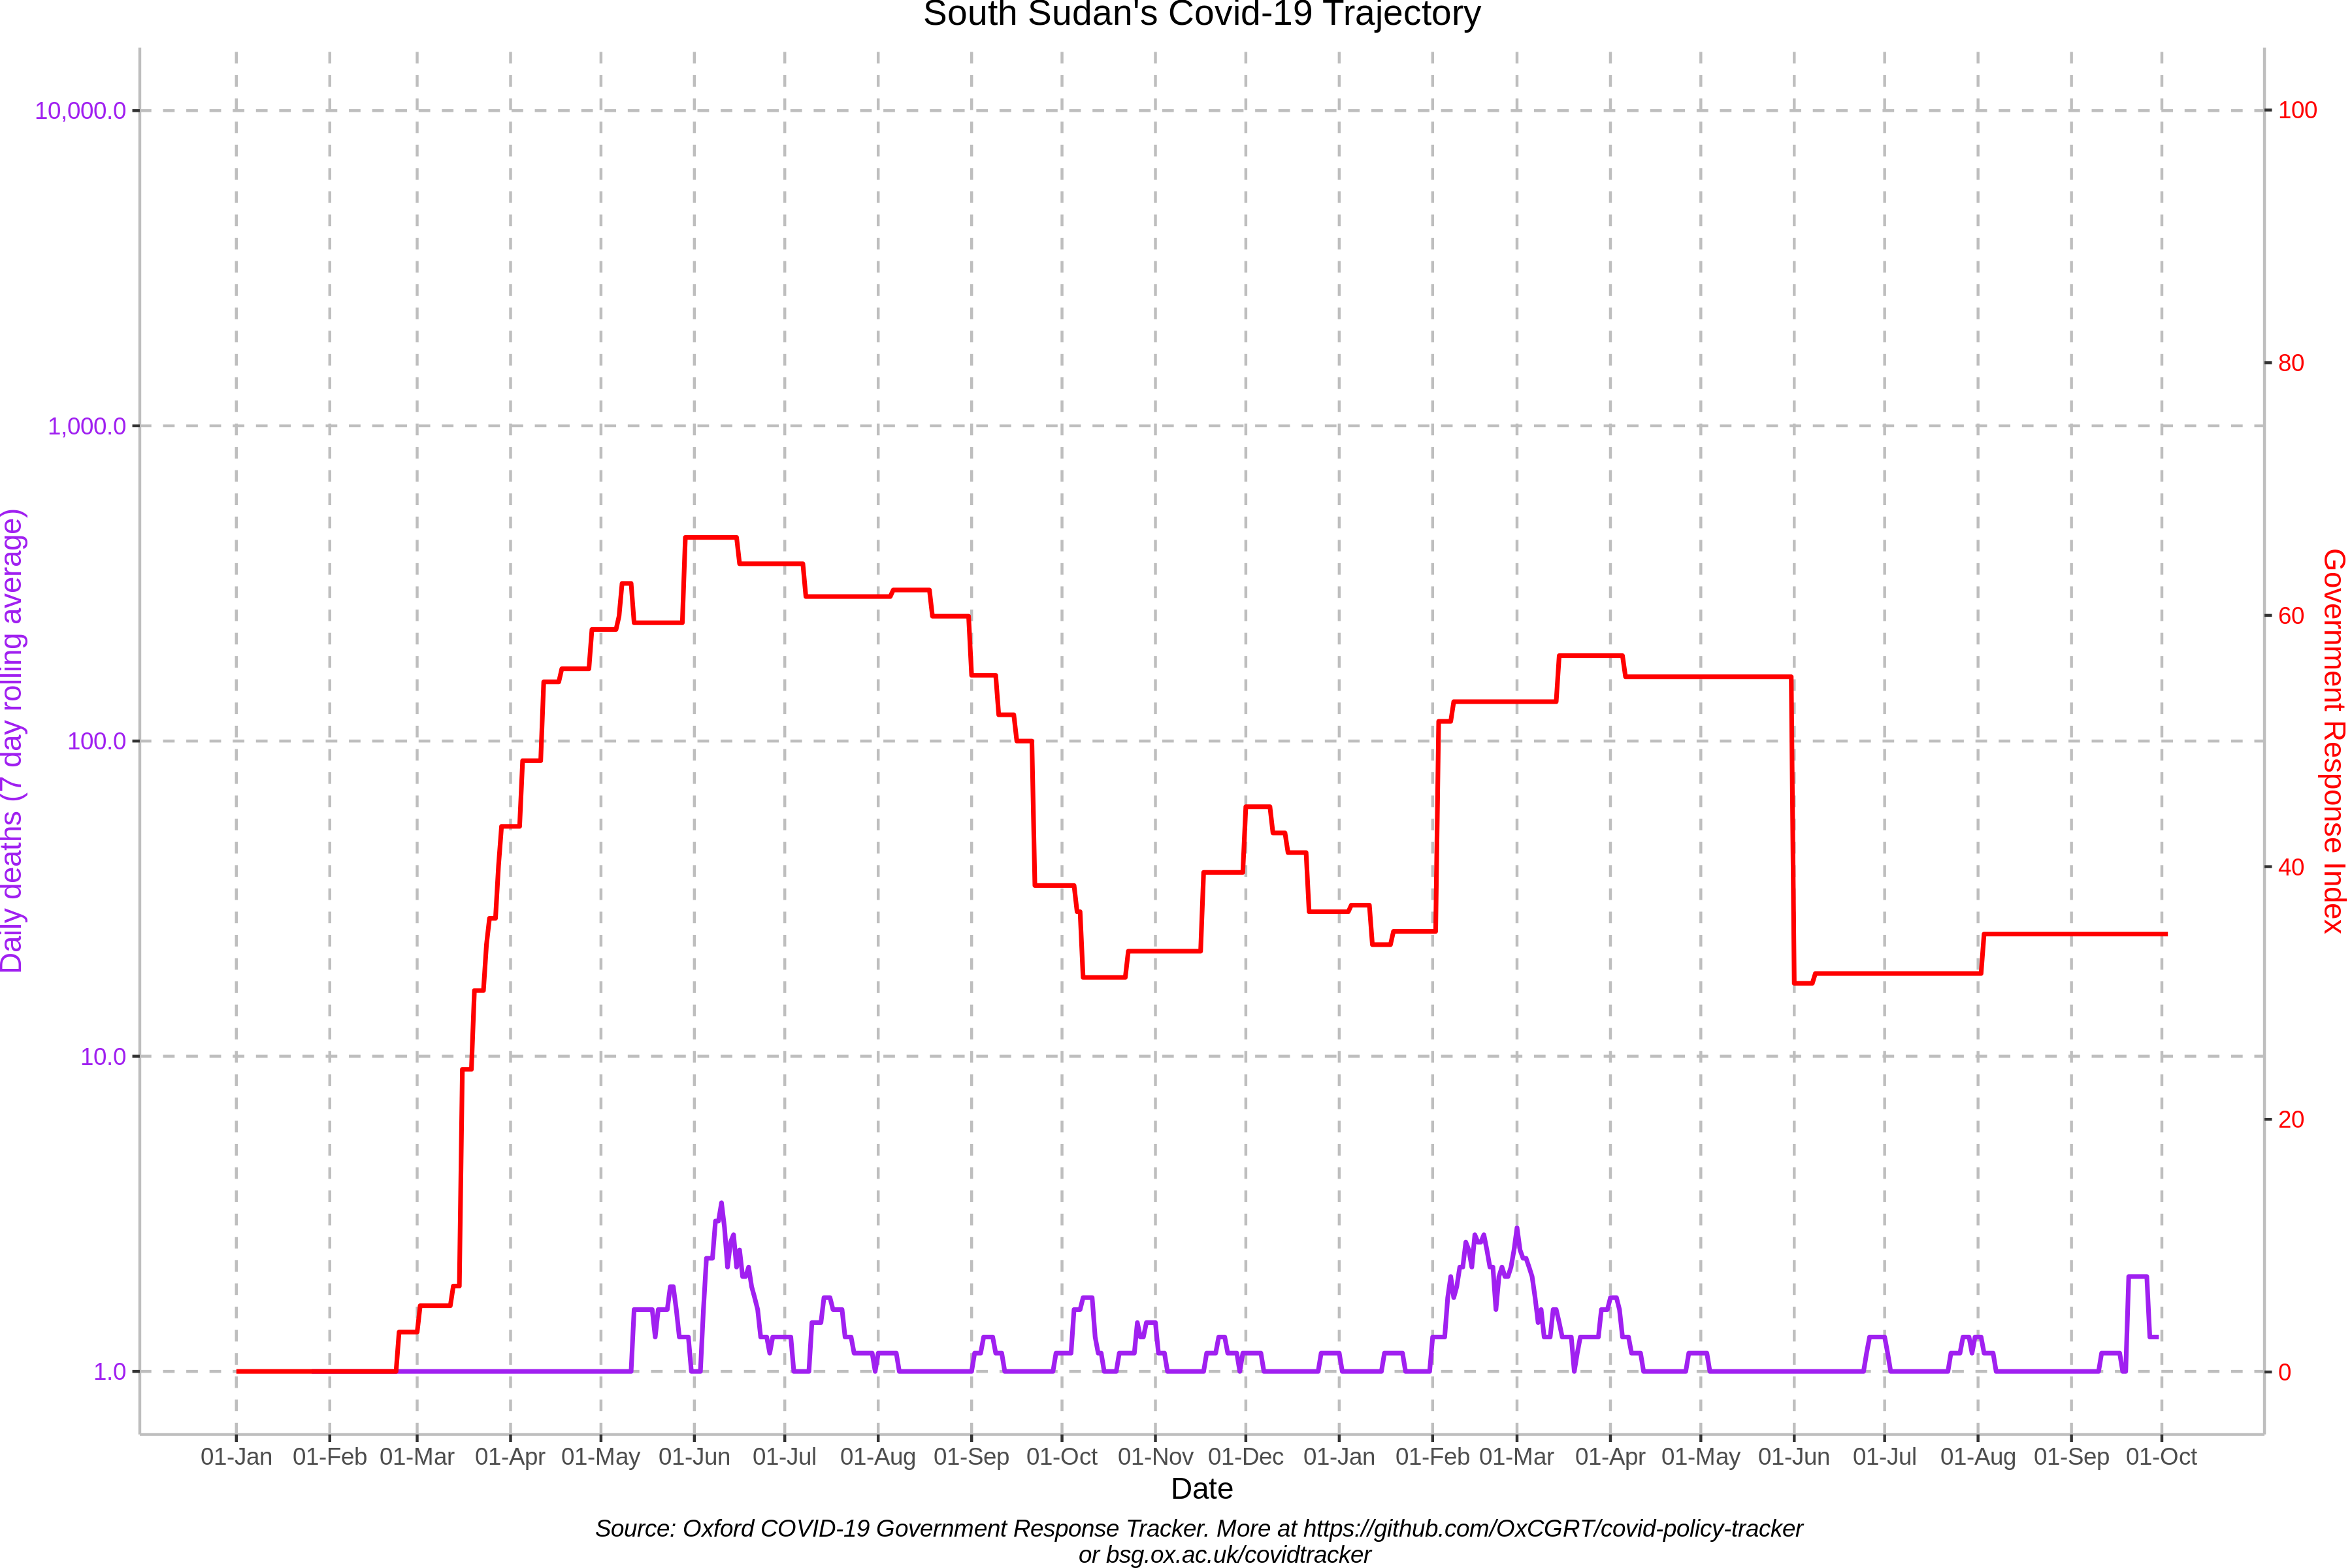 South Sudan's Covid-19 Trajectory
10,000.0
1,000.0
100.0
10.0
1.0
Daily deaths (7 day rolling average)
100
80
60
40
20
0
Government Response Index
01-Jan 01-Feb 01-Mar 01-Apr 01-May 01-Jun 01-Jul 01-Aug 01-Sep 01-Oct 01-Nov 01-Dec 01-Jan 01-Feb 01-Mar 01-Apr 01-May 01-Jun 01-Jul 01-Aug 01-Sep 01-Oct
Date
Source: Oxford COVID-19 Government Response Tracker. More at https://github.com/OxCGRT/covid-policy-tracker
or bsg.ox.ac.uk/covidtracker